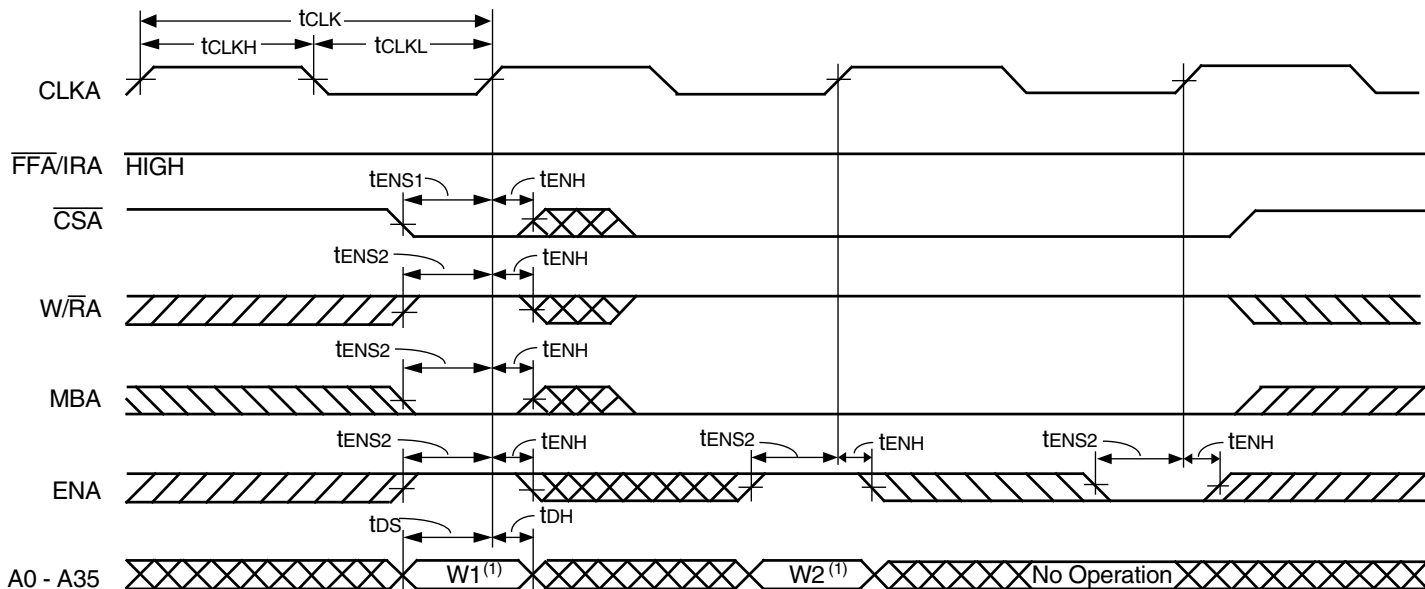 tCLK
tCLKH
tCLKL
CLKA
FFA/IRA HIGH
tENS1
tENH
CSA
tENS2
tENH
W/RA
tENS2
tENH
MBA
tENS2
tENH
tENS2
tENH
tENS2
tENH
ENA
tDS
tDH
A0 - A35
W1(1)
W2(1)
No Operation